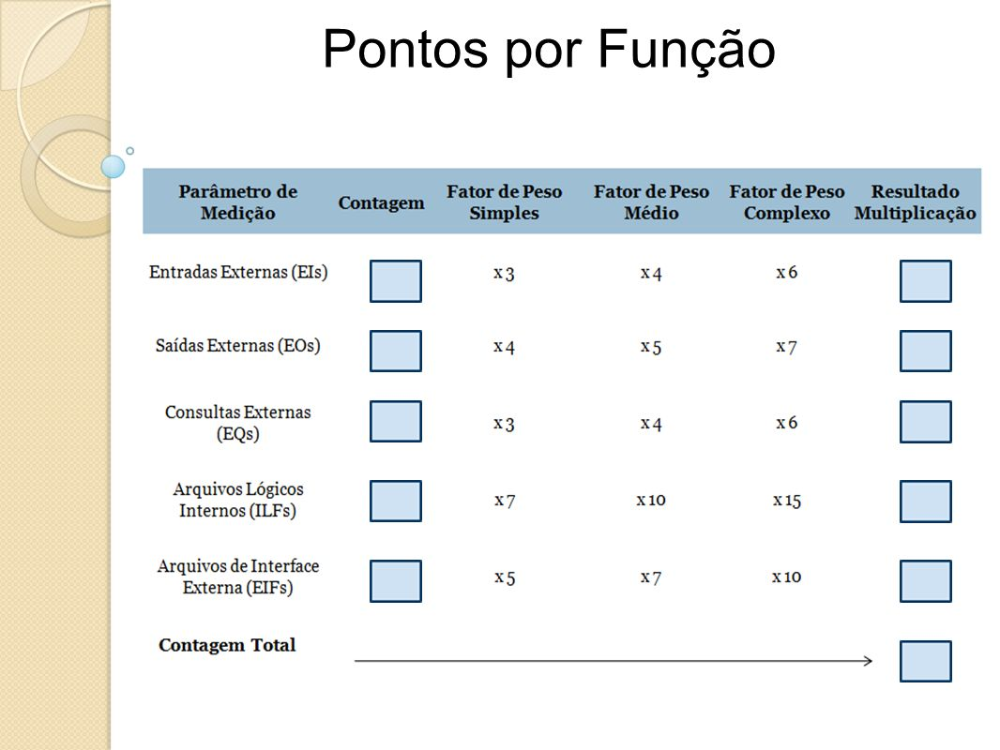 Pontos por Função
Parâmetro de Medição Contagem Fator de Peso Simples Fator de Peso Médio Fator de Peso Complexo Resultado Multiplicação
Entradas Externas (EIs) x 3 x 4 x 6
Saídas Externas (EOs) x 4 x 5 x 7
Consultas Externas (EQs) x 3 x 4 x 6
Arquivos Lógicos Internos (ILFs) x 7 x 10 x 15
Arquivos de Interface Externa (EIFs) x 5 x 7 x 10
Contagem Total